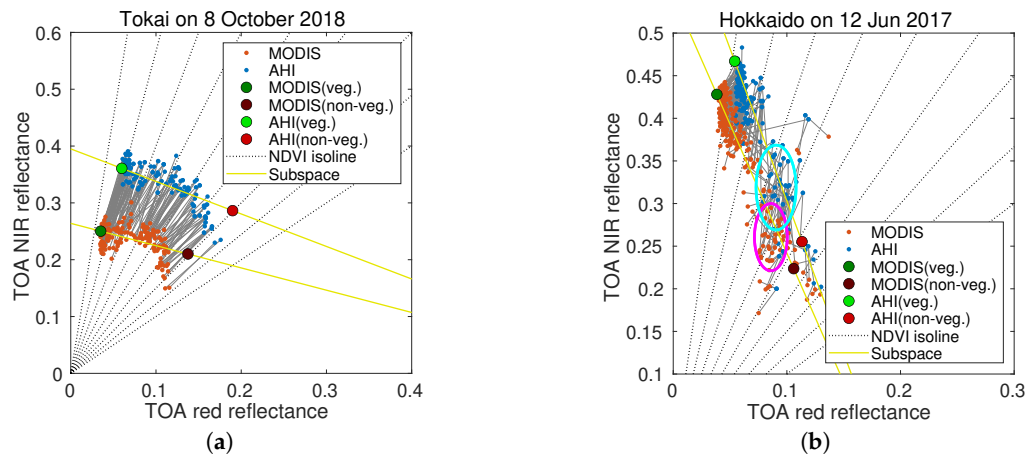 Tokai on 8 October 2018
0.6
0.5
0.4
0.3
0.2
0.1
0
TOA NIR reflectance
MODIS
AHI
MODIS(veg.)
MODIS(non-veg.)
AHI(veg.)
AHI(non-veg.)
NDVI isoline
Subspace
0 0.1 0.2 0.3 0.4
TOA red reflectance
(a)
Hokkaido on 12 Jun 2017
0.5
0.45
0.4
0.35
0.3
0.25
0.2
0.15
0.1
TOA NIR reflectance
MODIS
AHI
MODIS(veg.)
MODIS(non-veg.)
AHI(veg.)
AHI(non-veg.)
NDVI isoline
Subspace
0 0.1 0.2 0.3
TOA red reflectance
(b)